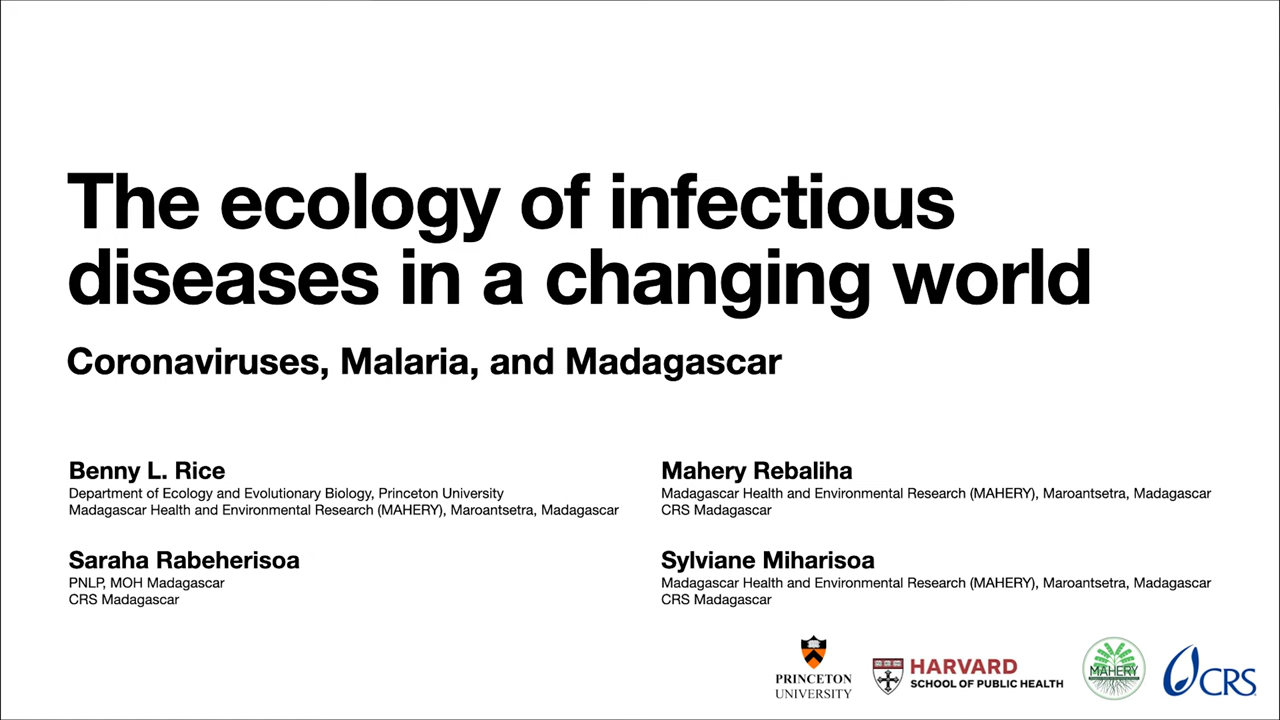 The ecology of infectious
diseases in a changing world
Coronaviruses, Malaria, and Madagascar
Benny L. Rice
Department of Ecology and Evolutionary Biology, Princeton University
Madagascar Health and Environmental Research (MAHERY), Maroantsetra, Madagascar
Mahery Rebaliha
Madagascar Health and Environmental Research (MAHERY), Maroantsetra, Madagascar
CRS Madagascar
Saraha Rabeherisoa
PNLP, MOH Madagascar
CRS Madagascar
Sylviane Miharisoa
Madagascar Health and Environmental Research (MAHERY), Maroantsetra, Madagascar
CRS Madagascar
PRINCETON
UNIVERSITY
HARVARD
SCHOOL OF PUBLIC HEALTH
MAHERY
CRS